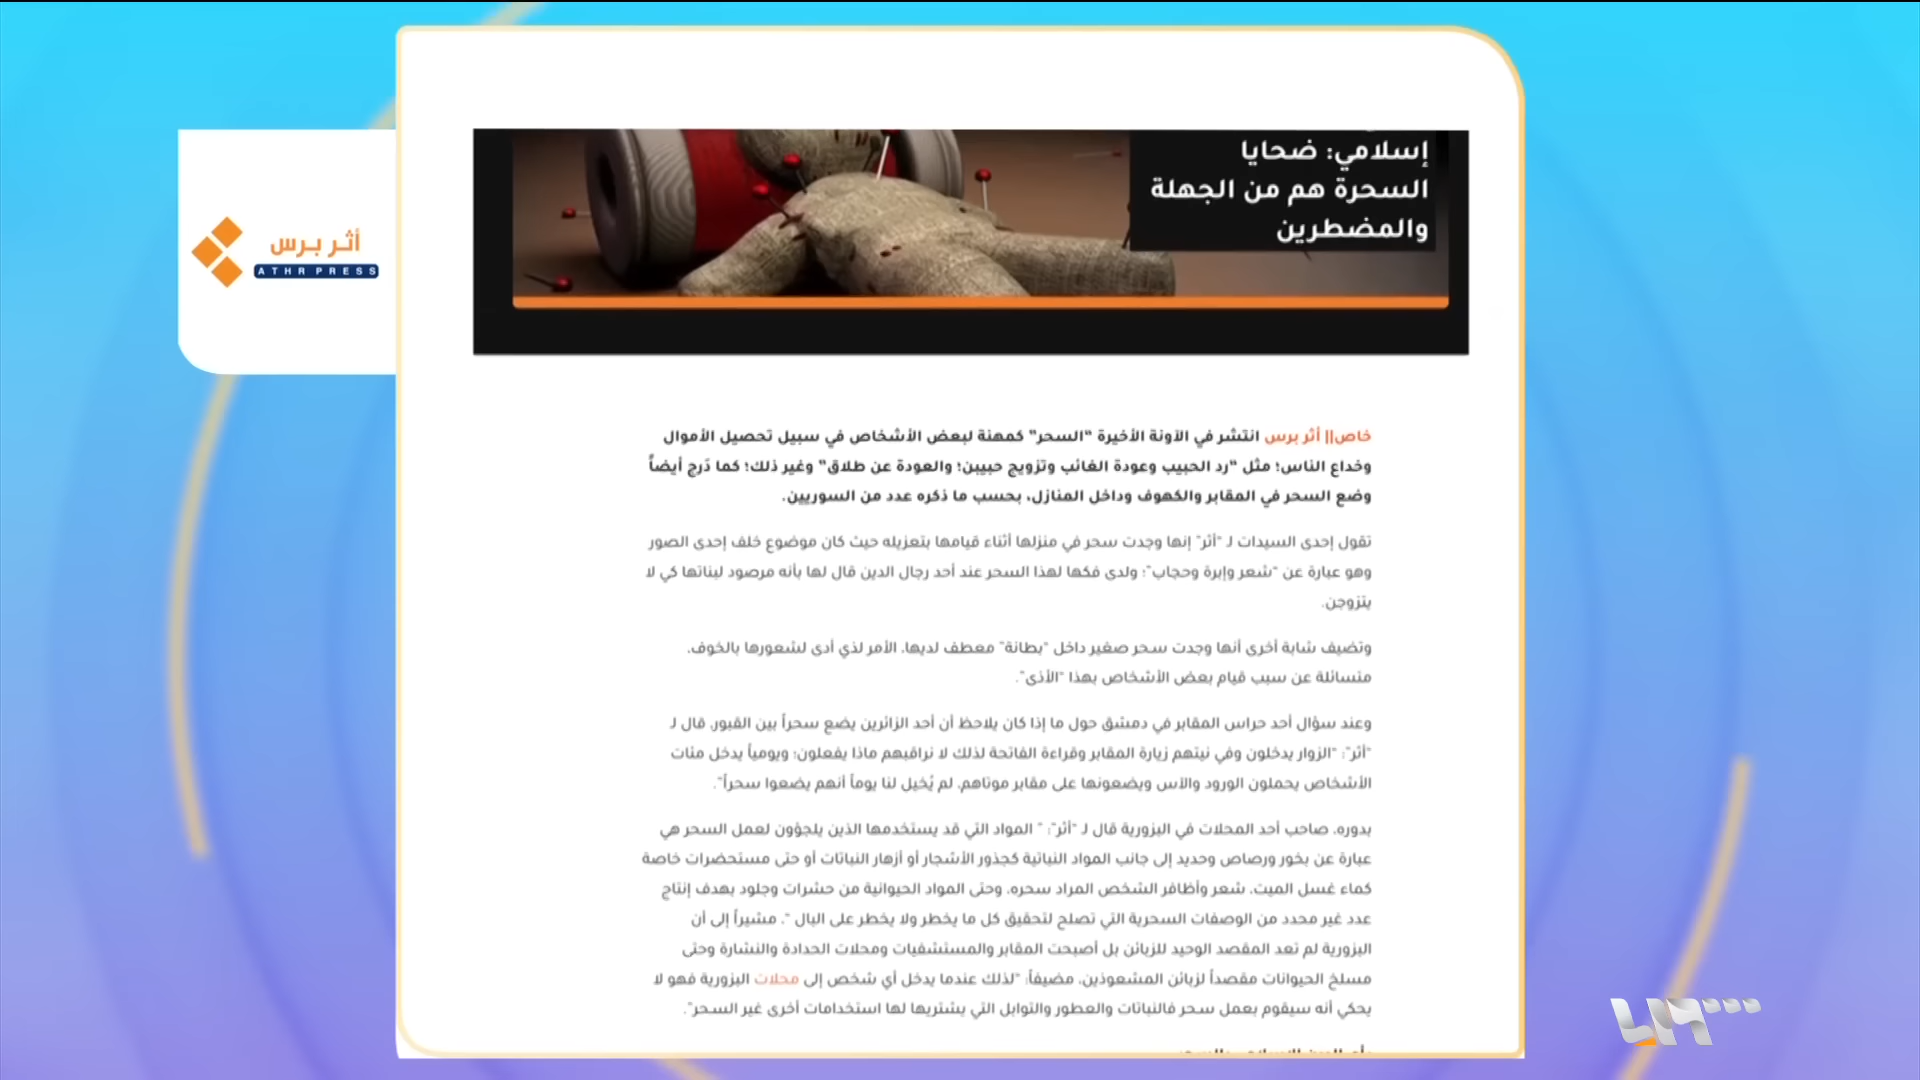 إسلامي: ضحايا
السحرة هم من الجهلة
والمضطرين
أثر برس
ATHR PRESS
خاص|| أثر برس انتشر في الآونة الأخيرة “السحر” كمهنة لبعض الأشخاص في سبيل تحصيل الأموال
وخداع الناس؛ مثل “رد الحبيب وعودة الغائب وتزويج حبيبن؛ والعودة عن طلاق” وغير ذلك؛ كما دَرج أيضاً
وضع السحر في المقابر والكهوف وداخل المنازل، بحسب ما ذكره عدد من السوريين.
تقول إحدى السيدات لـ “أثر” إنها وجدت سحر في منزلها أثناء قيامها بتعزيله حيث كان موضوع خلف إحدى الصور
وهو عبارة عن “شعر وإبرة وحجاب”؛ ولدى فكها لهذا السحر عند أحد رجال الدين قال لها بأنه مرصود لبناتها كي لا
يتزوجن.
وتضيف شابة أخرى أنها وجدت سحر صغير داخل “بطانة” معطف لديها، الأمر لذي أدى لشعورها بالخوف،
متسائلة عن سبب قيام بعض الأشخاص بهذا “الأذى”.
وعند سؤال أحد حراس المقابر في دمشق حول ما إذا كان يلاحظ أن أحد الزائرين يضع سحراً بين القبور، قال لـ
“أثر”: “الزوار يدخلون وفي نيتهم زيارة المقابر وقراءة الفاتحة لذلك لا نراقبهم ماذا يفعلون؛ ويومياً يدخل مئات
الأشخاص يحملون الورود والآس ويضعونها على مقابر موتاهم، لم يُخيل لنا يوماً أنهم يضعوا سحراً”.
بدوره، صاحب أحد المحلات في البزورية قال لـ “أثر”: “ المواد التي قد يستخدمها الذين يلجؤون لعمل السحر هي
عبارة عن بخور ورصاص وحديد إلى جانب المواد النباتية كجذور الأشجار أو أزهار النباتات أو حتى مستحضرات خاصة
كماء غسل الميت، شعر وأظافر الشخص المراد سحره، وحتى المواد الحيوانية من حشرات وجلود بهدف إنتاج
عدد غير محدد من الوصفات السحرية التي تصلح لتحقيق كل ما يخطر ولا يخطر على البال “، مشيراً إلى أن
البزورية لم تعد المقصد الوحيد للزبائن بل أصبحت المقابر والمستشفيات ومحلات الحدادة والنشارة وحتى
مسلخ الحيوانات مقصداً لزبائن المشعوذين، مضيفاً: “لذلك عندما يدخل أي شخص إلى محلات البزورية فهو لا
يحكي أنه سيقوم بعمل سحر فالنباتات والعطور والتوابل التي يشتريها لها استخدامات أخرى غير السحر”.